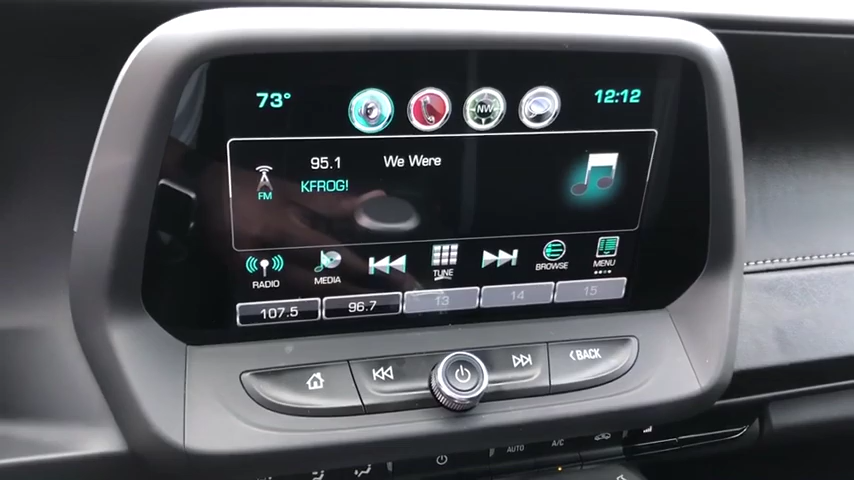 73°
NW
12:12
95.1 We Were
FM
KFROG!
RADIO
MEDIA
TUNE
BROWSE
MENU
107.5
96.7
13
14
15
BACK
AUTO
A/C